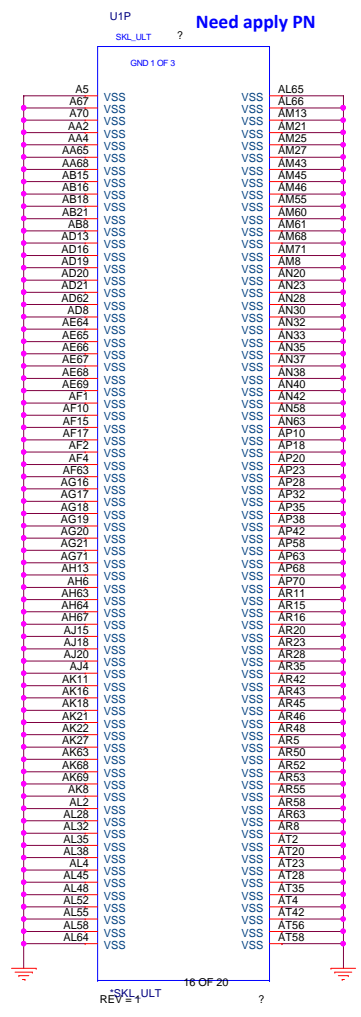 U1P
Need apply PN
SKL_ULT ?
GND 1 OF 3
A5 VSS VSS AL65
A67 VSS VSS AL66
A70 VSS VSS AM13
AA2 VSS VSS AM21
AA4 VSS VSS AM25
AA65 VSS VSS AM27
AA68 VSS VSS AM43
AB15 VSS VSS AM45
AB16 VSS VSS AM46
AB18 VSS VSS AM55
AB21 VSS VSS AM60
AB8 VSS VSS AM61
AD13 VSS VSS AM68
AD16 VSS VSS AM71
AD19 VSS VSS AM8
AD20 VSS VSS AN20
AD21 VSS VSS AN23
AD62 VSS VSS AN28
AD8 VSS VSS AN30
AE64 VSS VSS AN32
AE65 VSS VSS AN33
AE66 VSS VSS AN35
AE67 VSS VSS AN37
AE68 VSS VSS AN38
AE69 VSS VSS AN40
AF1 VSS VSS AN42
AF10 VSS VSS AN58
AF15 VSS VSS AN63
AF17 VSS VSS AP10
AF2 VSS VSS AP18
AF4 VSS VSS AP20
AF63 VSS VSS AP23
AG16 VSS VSS AP28
AG17 VSS VSS AP32
AG18 VSS VSS AP35
AG19 VSS VSS AP38
AG20 VSS VSS AP42
AG21 VSS VSS AP58
AG71 VSS VSS AP63
AH13 VSS VSS AP68
AH6 VSS VSS AP70
AH63 VSS VSS AR11
AH64 VSS VSS AR15
AH67 VSS VSS AR16
AJ15 VSS VSS AR20
AJ18 VSS VSS AR23
AJ20 VSS VSS AR28
AJ4 VSS VSS AR35
AK11 VSS VSS AR42
AK16 VSS VSS AR43
AK18 VSS VSS AR45
AK21 VSS VSS AR46
AK22 VSS VSS AR48
AK27 VSS VSS AR5
AK63 VSS VSS AR50
AK68 VSS VSS AR52
AK69 VSS VSS AR53
AK8 VSS VSS AR55
AL2 VSS VSS AR58
AL28 VSS VSS AR63
AL32 VSS VSS AR8
AL35 VSS VSS AT2
AL38 VSS VSS AT20
AL4 VSS VSS AT23
AL45 VSS VSS AT28
AL48 VSS VSS AT35
AL52 VSS VSS AT4
AL55 VSS VSS AT42
AL58 VSS VSS AT56
AL64 VSS VSS AT58
16 OF 20
*SKL_ULT
REV = 1 ?